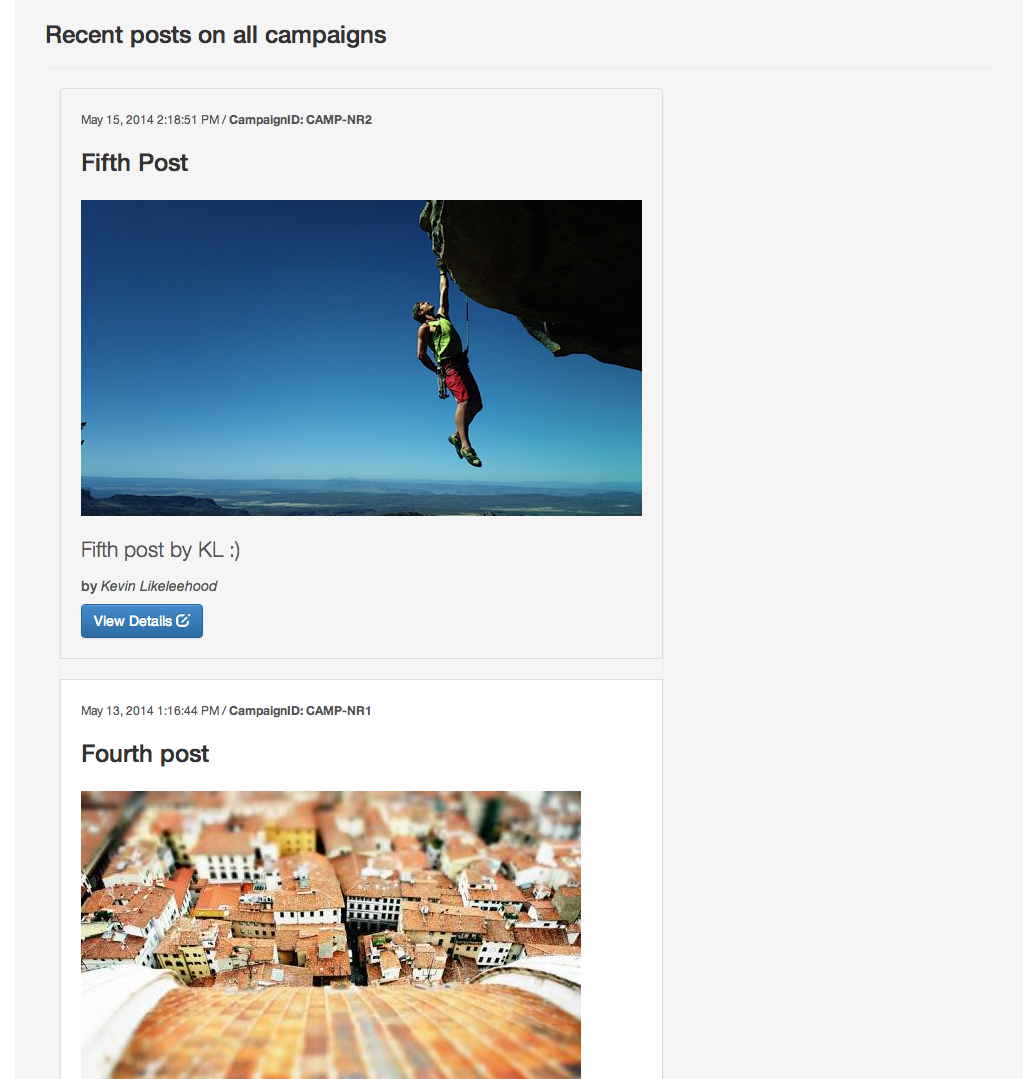 Recent posts on all campaigns
May 15, 2014 2:18:51 PM / CampaignID: CAMP-NR2
Fifth Post
Fifth post by KL :)
by Kevin Likeleehood
View Details
May 13, 2014 1:16:44 PM / CampaignID: CAMP-NR1
Fourth post